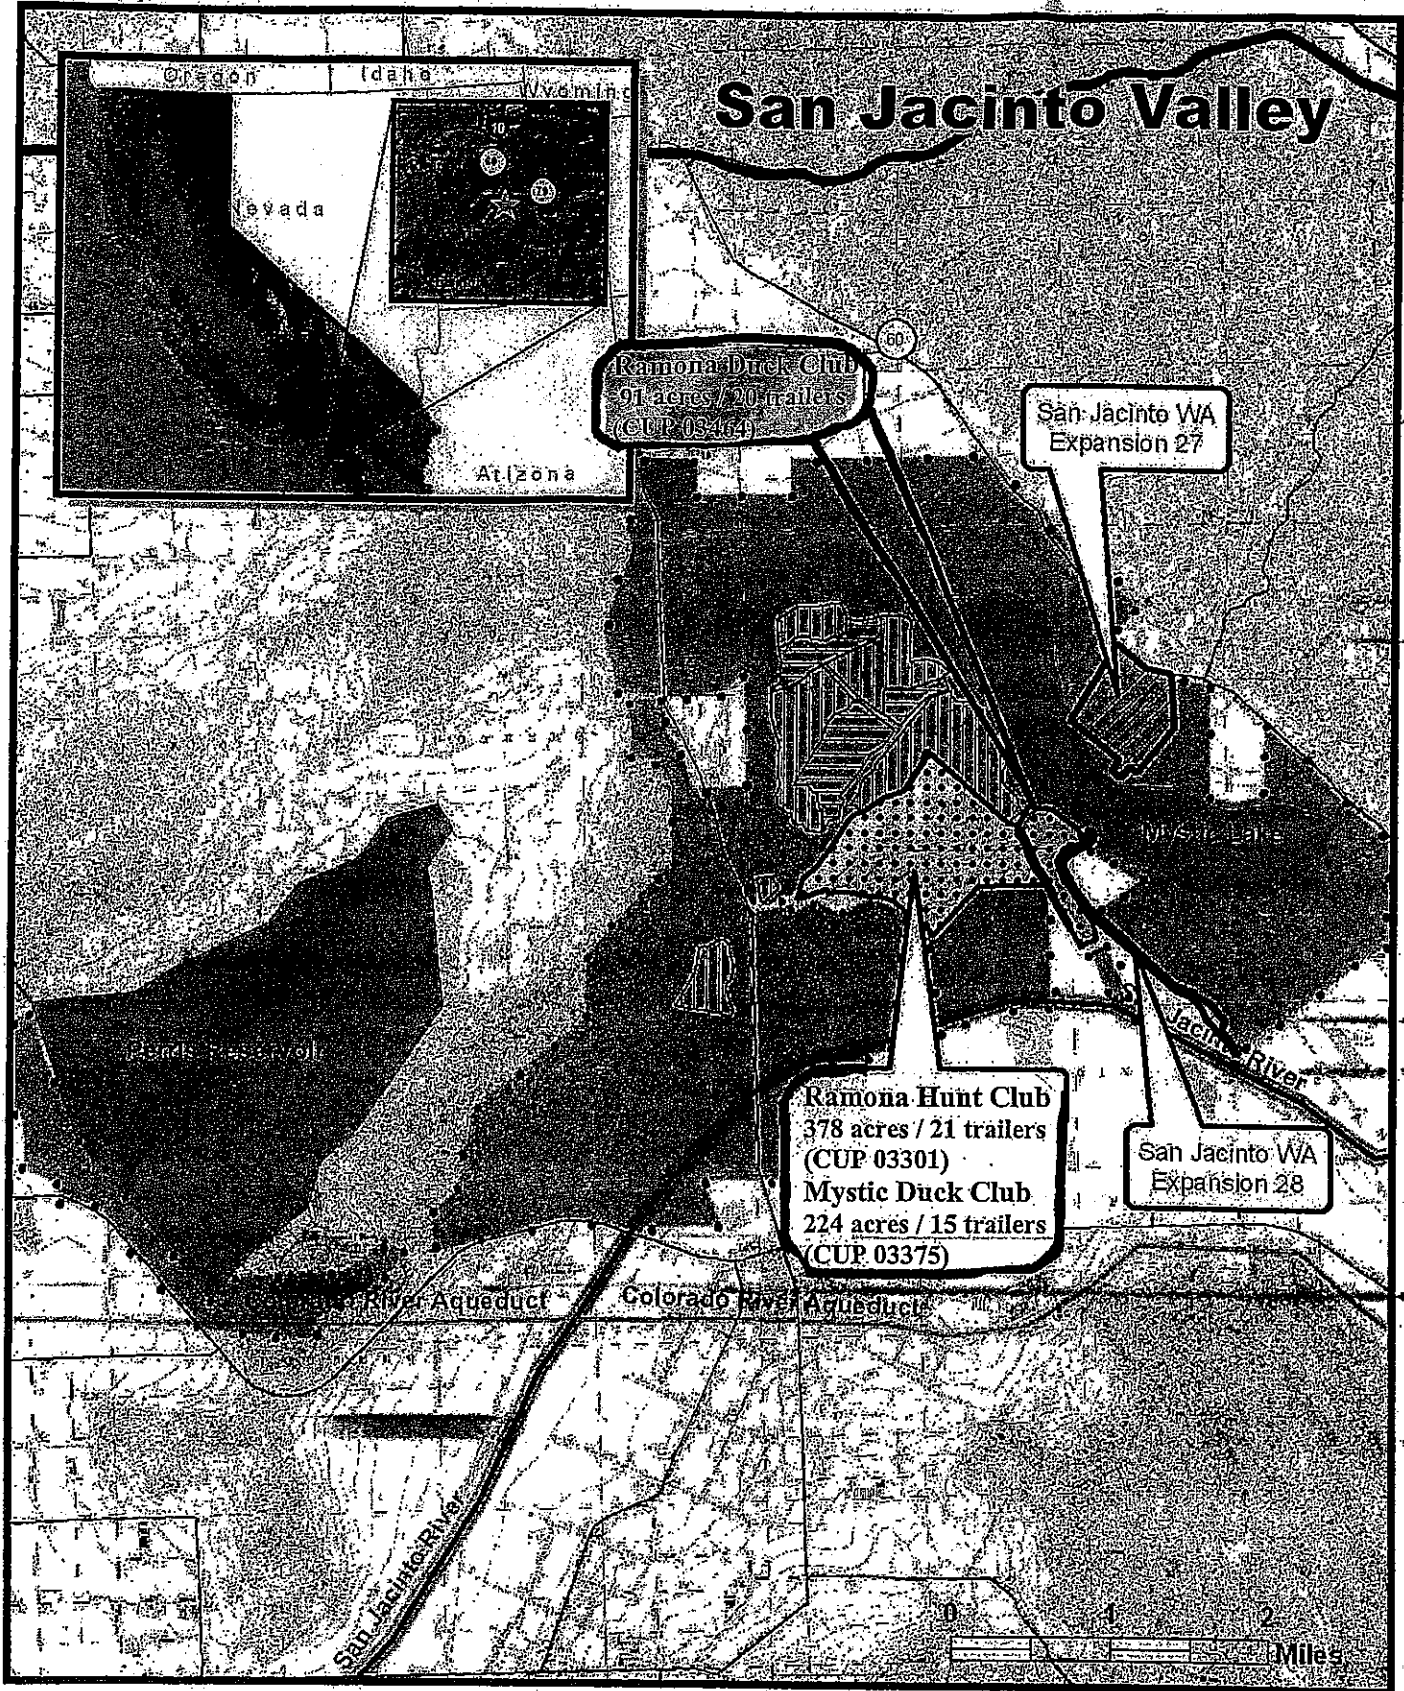 San Jacinto Valley
Oregon
Idaho
Wyoming
10
Nevada
Arizona
60
Ramona Duck Club
91 acres / 20 trailers
San Jacinto WA
Expansion 27
Mystic Lake
Perris Reservoir
Jacinto River
Ramona Hunt Club
378 acres / 21 trailers
(CUP 03301)
Mystic Duck Club
224 acres / 15 trailers
(CUP 03375)
San Jacinto WA
Expansion 28
River Aqueduct
Colorado River Aqueduct
San Jacinto River
0 1 2
Miles